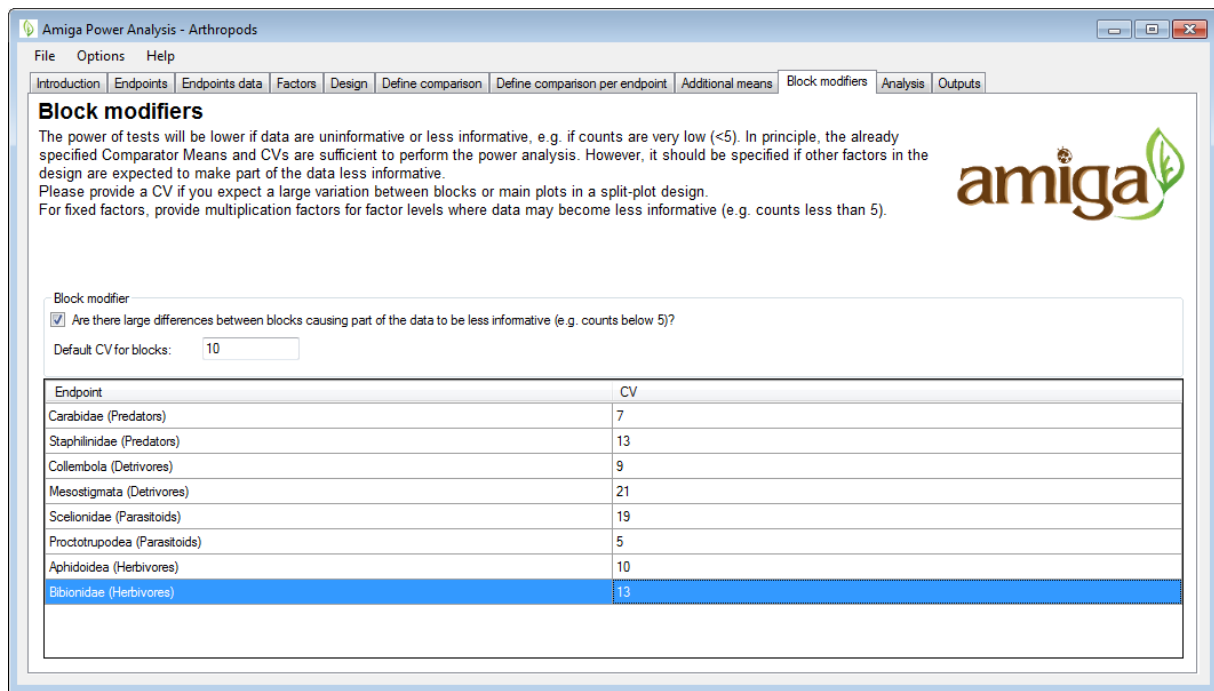 Amiga Power Analysis - Arthropods
File Options Help
Introduction Endpoints Endpoints data Factors Design Define comparison Define comparison per endpoint Additional means Block modifiers Analysis Outputs
Block modifiers
The power of tests will be lower if data are uninformative or less informative, e.g. if counts are very low (<5). In principle, the already
specified Comparator Means and CVs are sufficient to perform the power analysis. However, it should be specified if other factors in the
design are expected to make part of the data less informative.
Please provide a CV if you expect a large variation between blocks or main plots in a split-plot design.
For fixed factors, provide multiplication factors for factor levels where data may become less informative (e.g. counts less than 5).
amiga
Block modifier
Are there large differences between blocks causing part of the data to be less informative (e.g. counts below 5)?
Default CV for blocks: 10
Endpoint CV
Carabidae (Predators) 7
Staphilinidae (Predators) 13
Collembola (Detrivores) 9
Mesostigmata (Detrivores) 21
Scelionidae (Parasitoids) 19
Proctotrupodea (Parasitoids) 5
Aphidoidea (Herbivores) 10
Bibionidae (Herbivores) 13